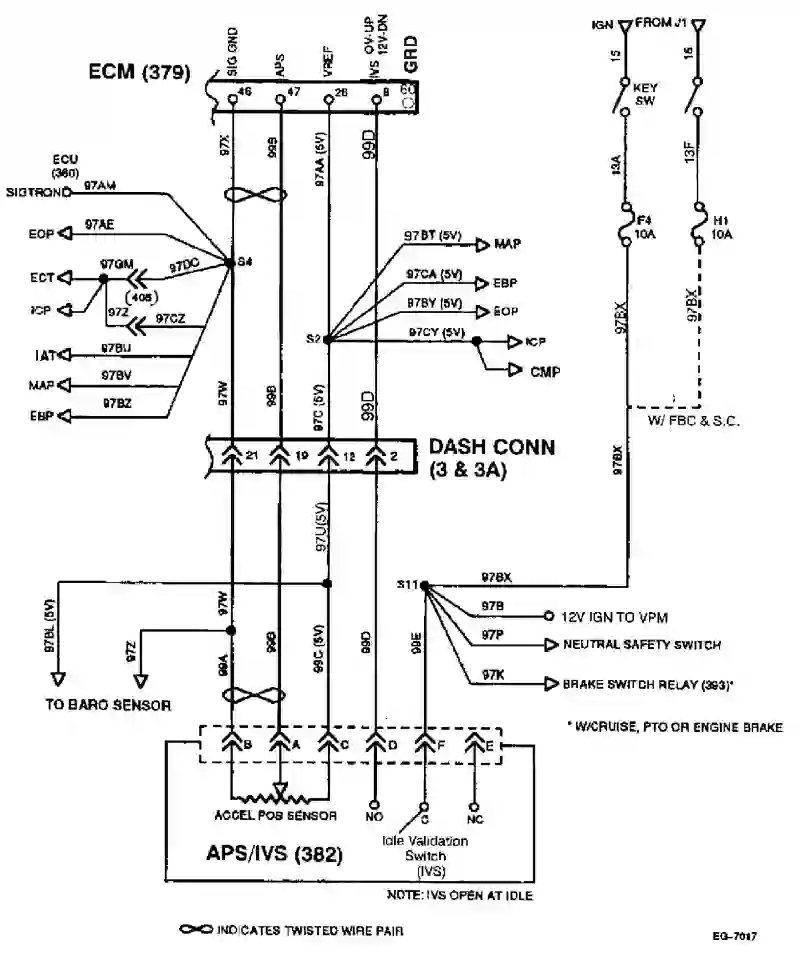 SIG GND
APS
VREF
IVS OV-UP
12V-DN
GRD
ECM (379)
46
47
26
8
60
IGN
FROM J1
15
15
KEY
SW
13A
13F
F4
10A
H1
10A
97X
99B
97AA (5V)
99D
ECU
(360)
SIGTRON
97AM
EOP
97AE
ECT
97GM
97DC
S4
(405)
ICP
97Z
97CZ
IAT
97BU
MAP
97BV
EBP
97BZ
97BT (5V)
MAP
97CA (5V)
EBP
97BY (5V)
EOP
S2
97CY (5V)
ICP
CMP
97BX
97BX
W/ FBC & S.C.
97W
99B
97C (5V)
99D
21
19
12
2
DASH CONN
(3 & 3A)
97BX
97U (5V)
S11
97BX
97B
12V IGN TO VPM
97P
NEUTRAL SAFETY SWITCH
97K
BRAKE SWITCH RELAY (393)*
97BL (5V)
97Z
97W
99A
99B
99C (5V)
99D
99E
TO BARO SENSOR
* W/CRUISE, PTO OR ENGINE BRAKE
B
A
C
D
F
E
ACCEL POS SENSOR
NO
C
NC
Idle Validation
Switch
(IVS)
APS/IVS (382)
NOTE: IVS OPEN AT IDLE
INDICATES TWISTED WIRE PAIR
EG-7017